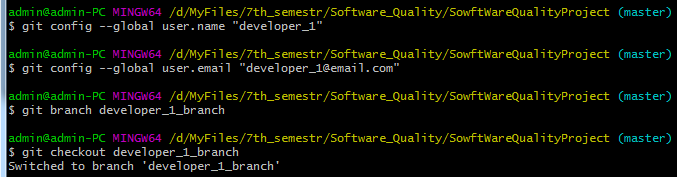 admin@admin-PC MINGW64 /d/MyFiles/7th_semestr/Software_Quality/SowftWareQualityProject (master)
$ git config --global user.name "developer_1"
admin@admin-PC MINGW64 /d/MyFiles/7th_semestr/Software_Quality/SowftWareQualityProject (master)
$ git config --global user.email "developer_1@email.com"
admin@admin-PC MINGW64 /d/MyFiles/7th_semestr/Software_Quality/SowftWareQualityProject (master)
$ git branch developer_1_branch
admin@admin-PC MINGW64 /d/MyFiles/7th_semestr/Software_Quality/SowftWareQualityProject (master)
$ git checkout developer_1_branch
Switched to branch 'developer_1_branch'